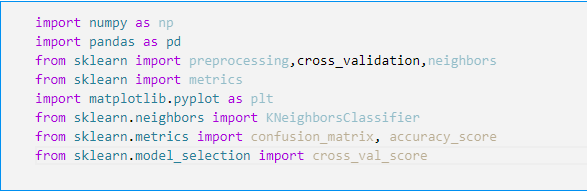 import numpy as np
import pandas as pd
from sklearn import preprocessing,cross_validation,neighbors
from sklearn import metrics
import matplotlib.pyplot as plt
from sklearn.neighbors import KNeighborsClassifier
from sklearn.metrics import confusion_matrix, accuracy_score
from sklearn.model_selection import cross_val_score